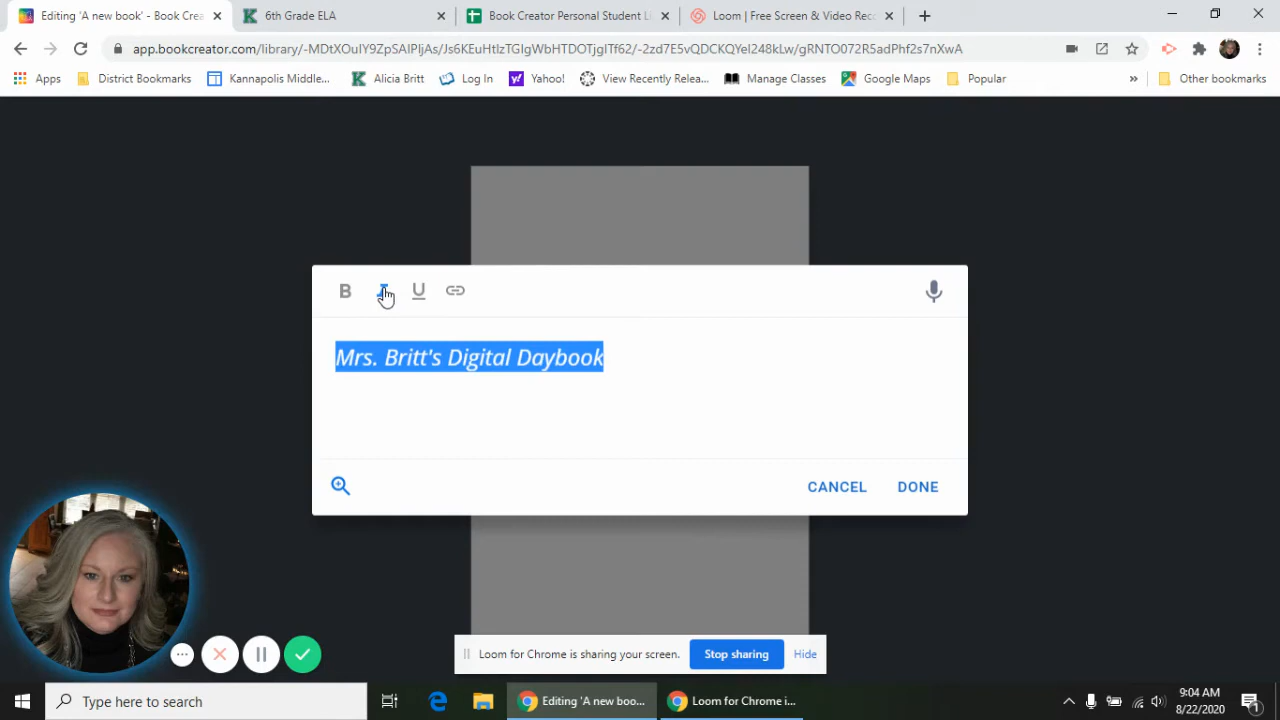 Editing 'A new book' - Book Crea
6th Grade ELA
Book Creator Personal Student Li
Loom | Free Screen & Video Reco
app.bookcreator.com/library/-MDtXOuIY9ZpSAIPIjAs/Js6KEuItIzTGIgWbHTDOTjgITf62/-2zd7E5vQDCKQYel248kLw/gRNTO072R5adPhf2s7nXwA
Apps
District Bookmarks
Kannapolis Middle...
Alicia Britt
Log In
Yahoo!
View Recently Relea...
Manage Classes
Google Maps
Popular
Other bookmarks
B I U
Mrs. Britt's Digital Daybook
CANCEL
DONE
Loom for Chrome is sharing your screen.
Stop sharing
Hide
Type here to search
Editing 'A new boo...
Loom for Chrome i...
9:04 AM
8/22/2020
1